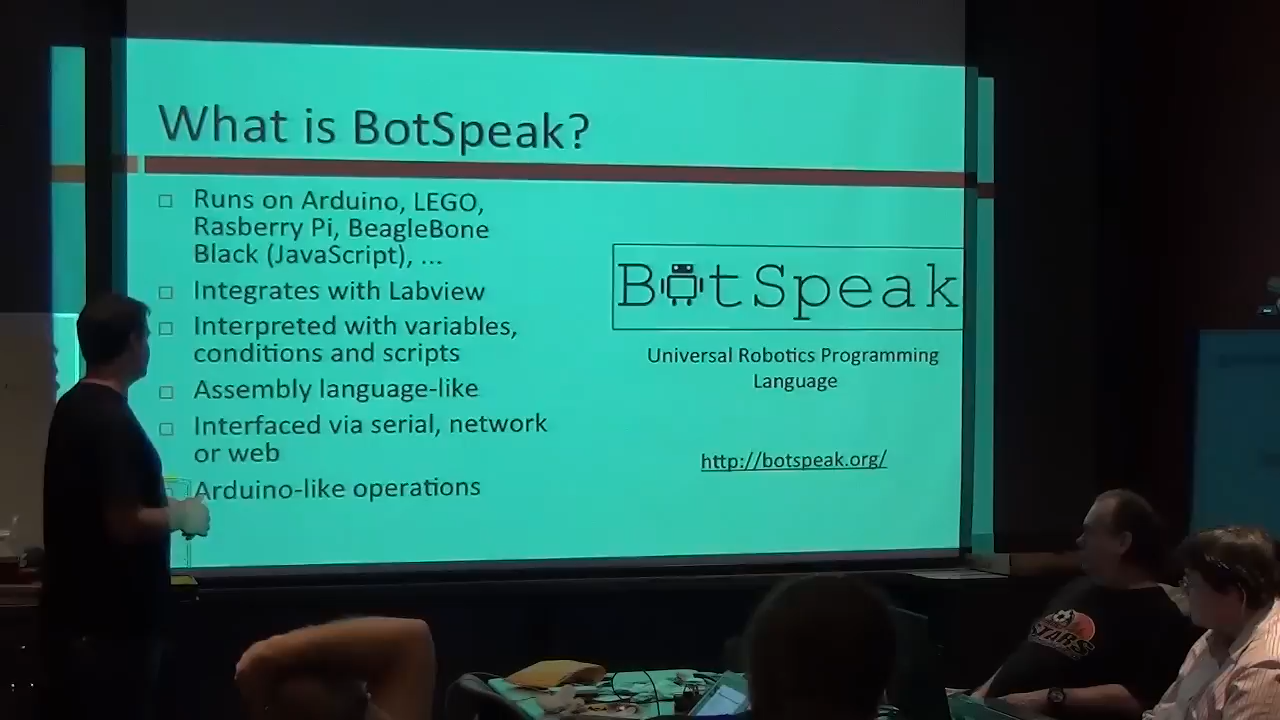 What is BotSpeak?
Runs on Arduino, LEGO,
Rasberry Pi, BeagleBone
Black (JavaScript), ...
Integrates with Labview
Interpreted with variables,
conditions and scripts
Assembly language-like
Interfaced via serial, network
or web
Arduino-like operations
BotSpeak
Universal Robotics Programming
Language
http://botspeak.org/
STARS